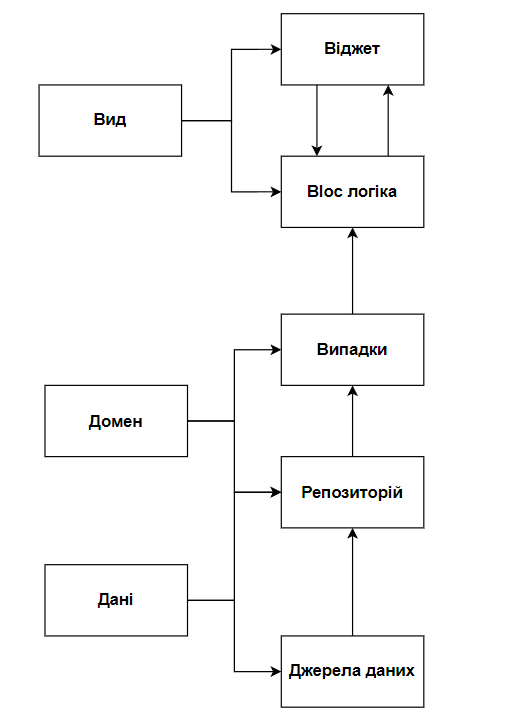 Віджет
Вид
Bloc логіка
Випадки
Домен
Репозиторій
Дані
Джерела даних